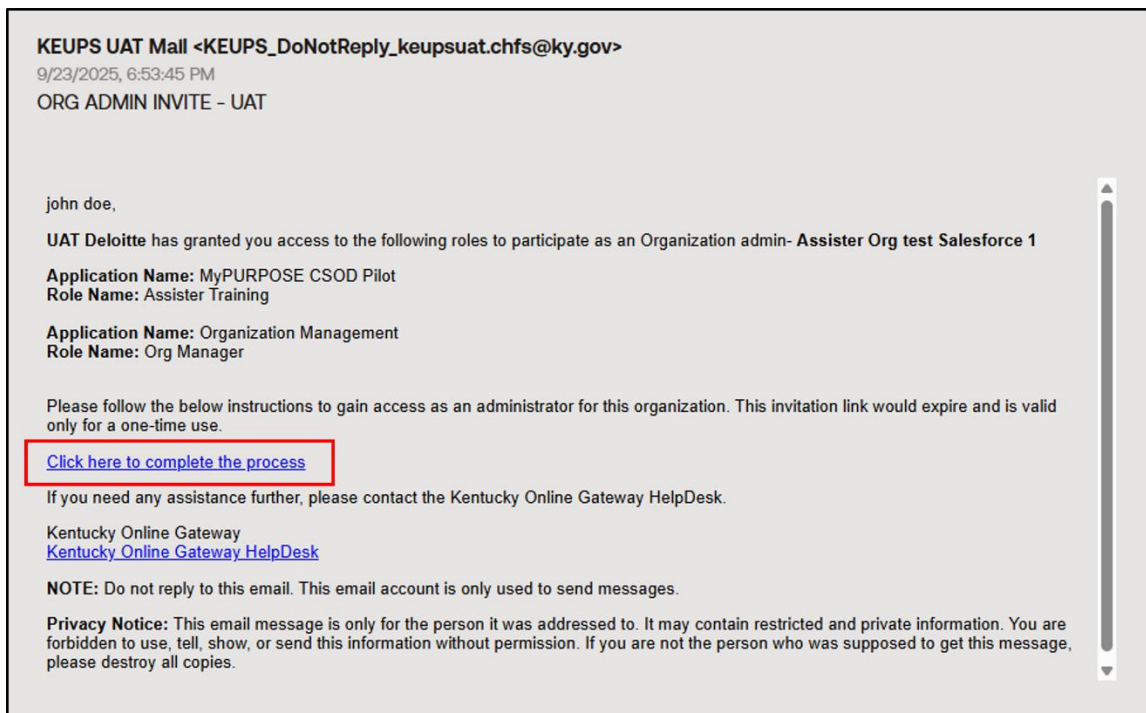 KEUPS UAT Mail <KEUPS_DoNotReply_keupsuat.chfs@ky.gov>
9/23/2025, 6:53:45 PM
ORG ADMIN INVITE - UAT
john doe,
UAT Deloitte has granted you access to the following roles to participate as an Organization admin- Assister Org test Salesforce 1
Application Name: MyPURPOSE CSOD Pilot
Role Name: Assister Training
Application Name: Organization Management
Role Name: Org Manager
Please follow the below instructions to gain access as an administrator for this organization. This invitation link would expire and is valid
only for a one-time use.
Click here to complete the process
If you need any assistance further, please contact the Kentucky Online Gateway HelpDesk.
Kentucky Online Gateway
Kentucky Online Gateway HelpDesk
NOTE: Do not reply to this email. This email account is only used to send messages.
Privacy Notice: This email message is only for the person it was addressed to. It may contain restricted and private information. You are
forbidden to use, tell, show, or send this information without permission. If you are not the person who was supposed to get this message,
please destroy all copies.